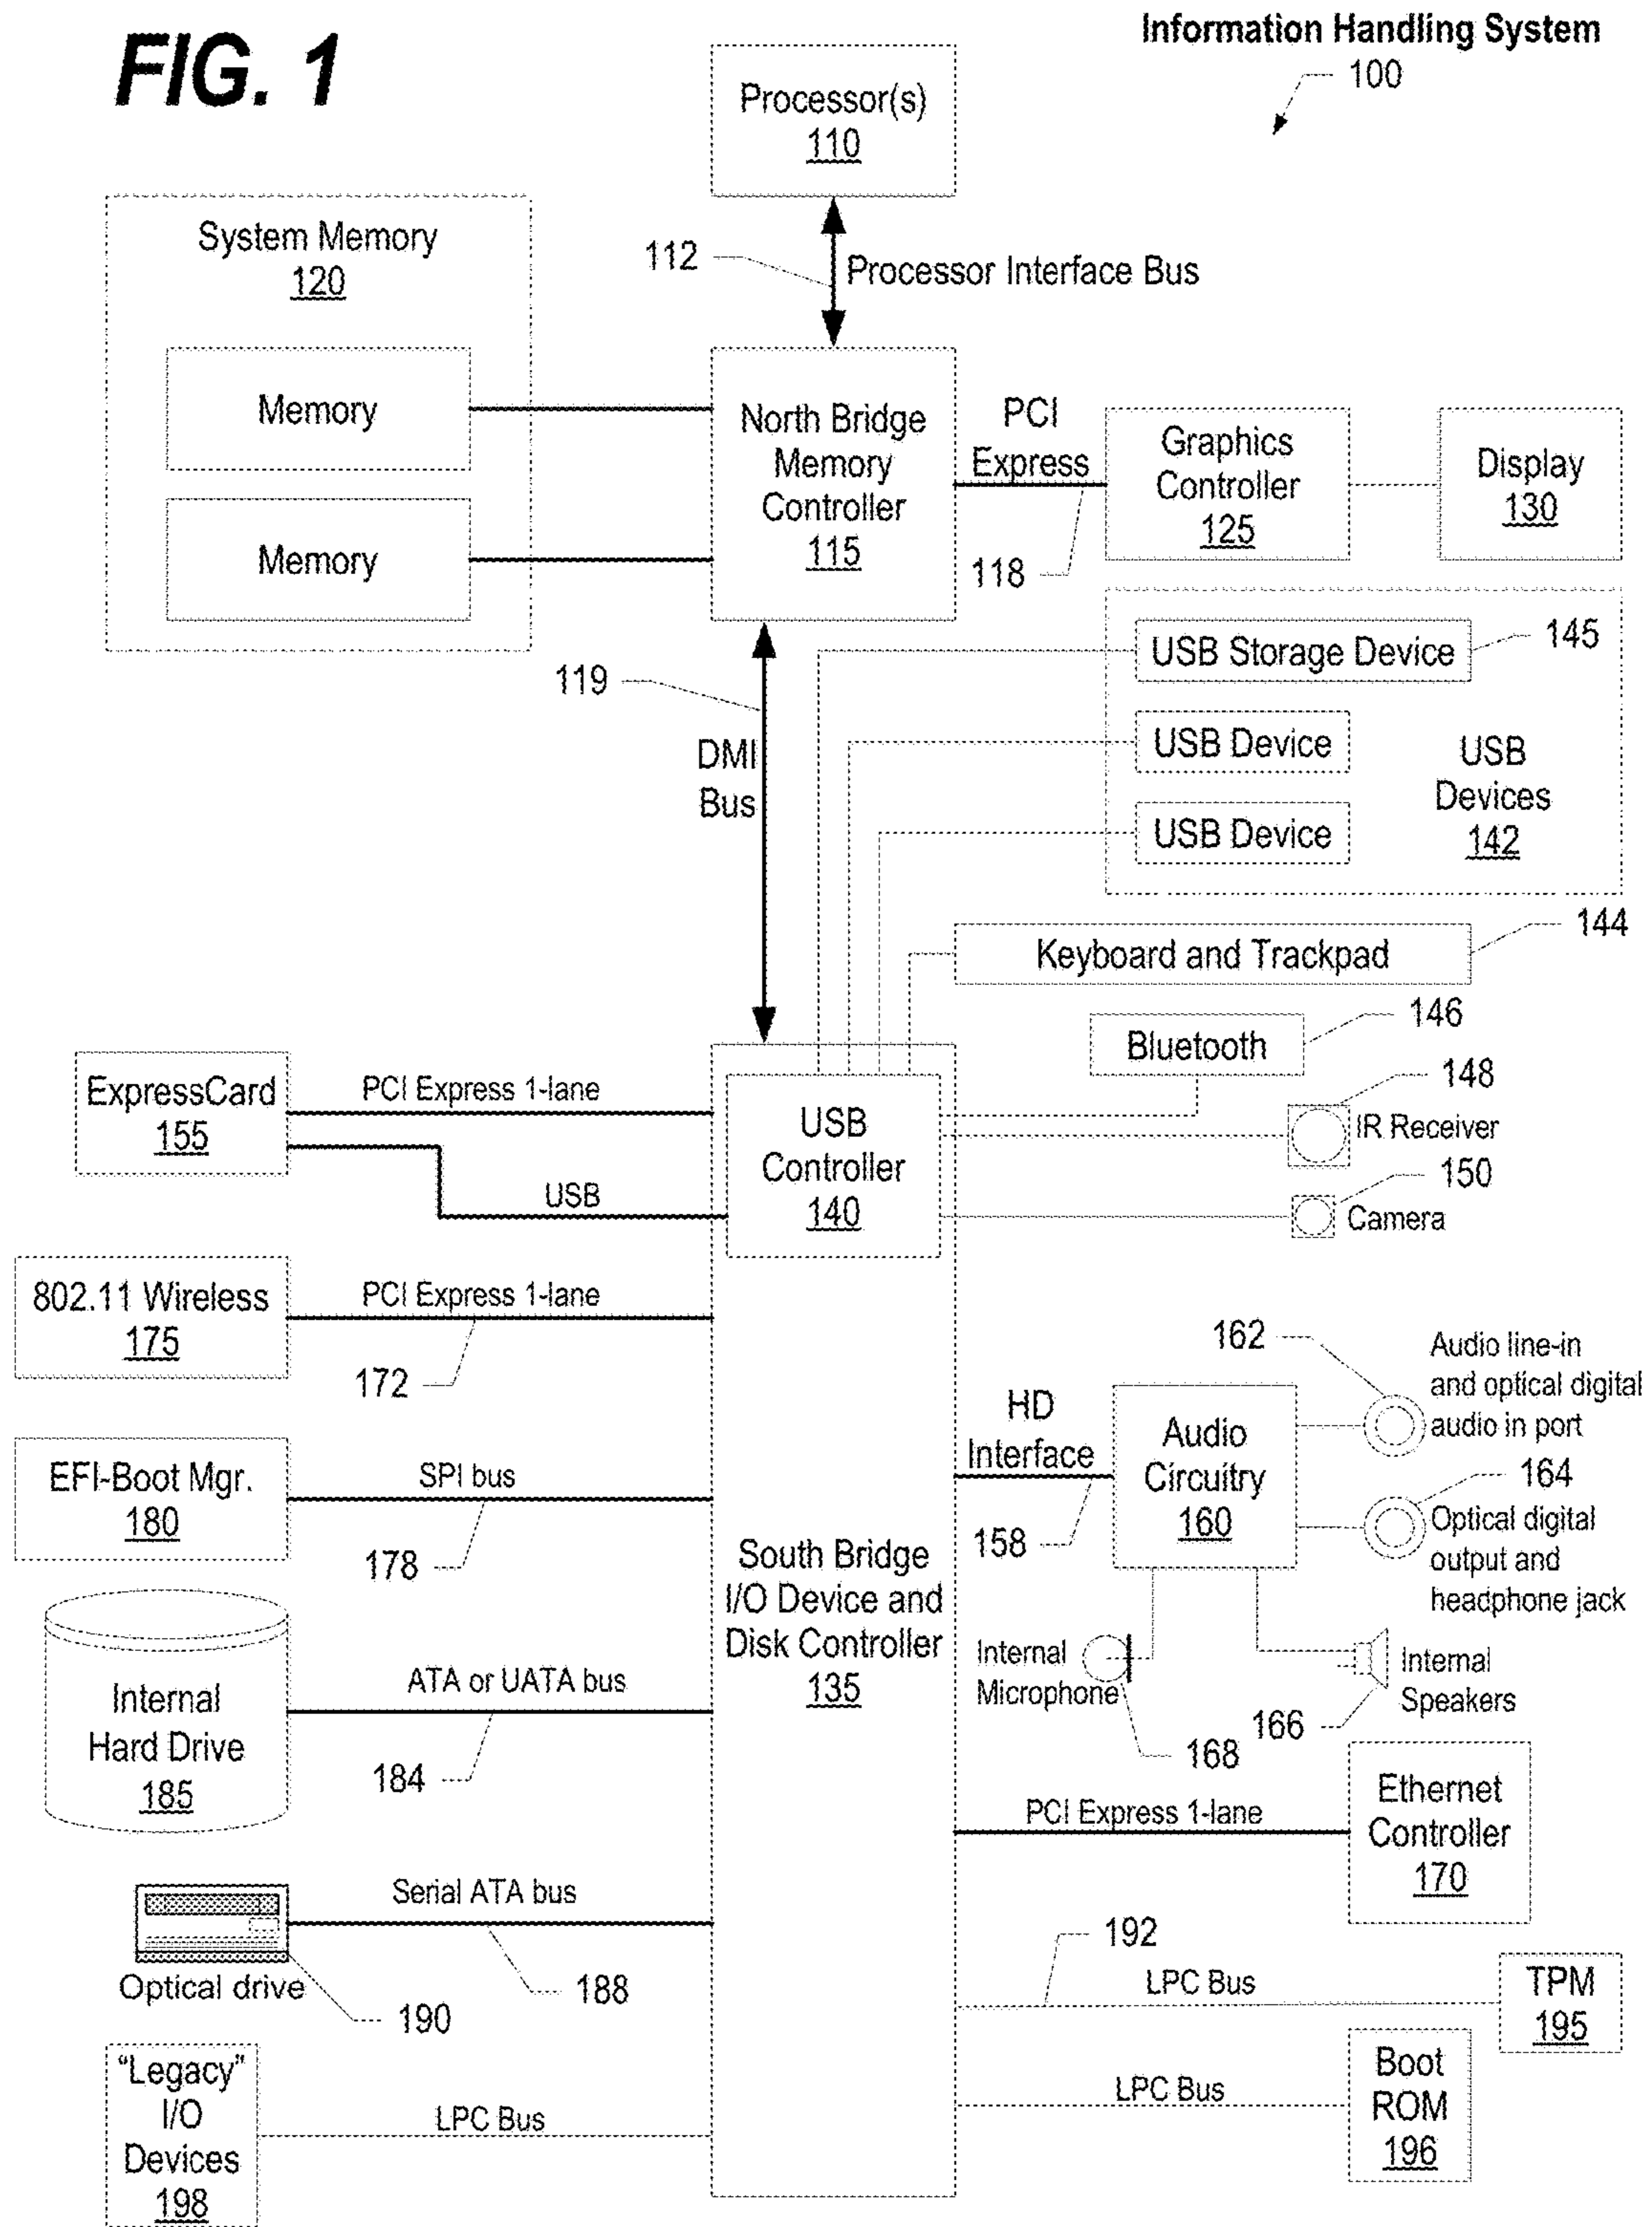 FIG. 1
Information Handling System
100
Processor(s)
110
112
Processor Interface Bus
System Memory
120
Memory
Memory
North Bridge
Memory
Controller
115
PCI
Express
118
Graphics
Controller
125
Display
130
119
DMI
Bus
USB Storage Device
145
USB Device
USB Device
USB
Devices
142
Keyboard and Trackpad
144
Bluetooth
146
148
IR Receiver
150
Camera
ExpressCard
155
PCI Express 1-lane
USB
USB
Controller
140
802.11 Wireless
175
PCI Express 1-lane
172
EFI-Boot Mgr.
180
SPI bus
178
Internal
Hard Drive
185
ATA or UATA bus
184
Optical drive
190
Serial ATA bus
188
"Legacy"
I/O
Devices
198
LPC Bus
South Bridge
I/O Device and
Disk Controller
135
HD
Interface
158
Audio
Circuitry
160
162
Audio line-in
and optical digital
audio in port
164
Optical digital
output and
headphone jack
Internal
Microphone
168
166
Internal
Speakers
PCI Express 1-lane
Ethernet
Controller
170
192
LPC Bus
TPM
195
LPC Bus
Boot
ROM
196